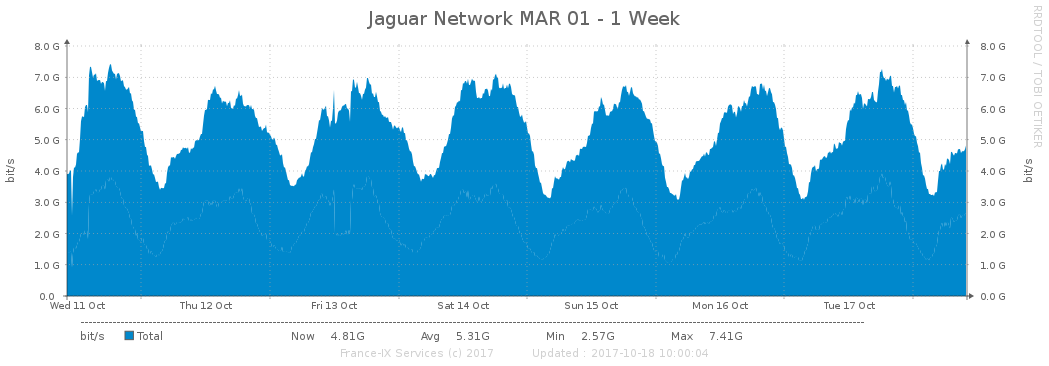 Jaguar Network MAR 01 - 1 Week
RRDTOOL / TOBI OETIKER
bit/s
bit/s
8.0 G 8.0 G
7.0 G 7.0 G
6.0 G 6.0 G
5.0 G 5.0 G
4.0 G 4.0 G
3.0 G 3.0 G
2.0 G 2.0 G
1.0 G 1.0 G
0.0 0.0 G
Wed 11 Oct Thu 12 Oct Fri 13 Oct Sat 14 Oct Sun 15 Oct Mon 16 Oct Tue 17 Oct
bit/s Total Now 4.81G Avg 5.31G Min 2.57G Max 7.41G
France-IX Services (c) 2017 Updated : 2017-10-18 10:00:04